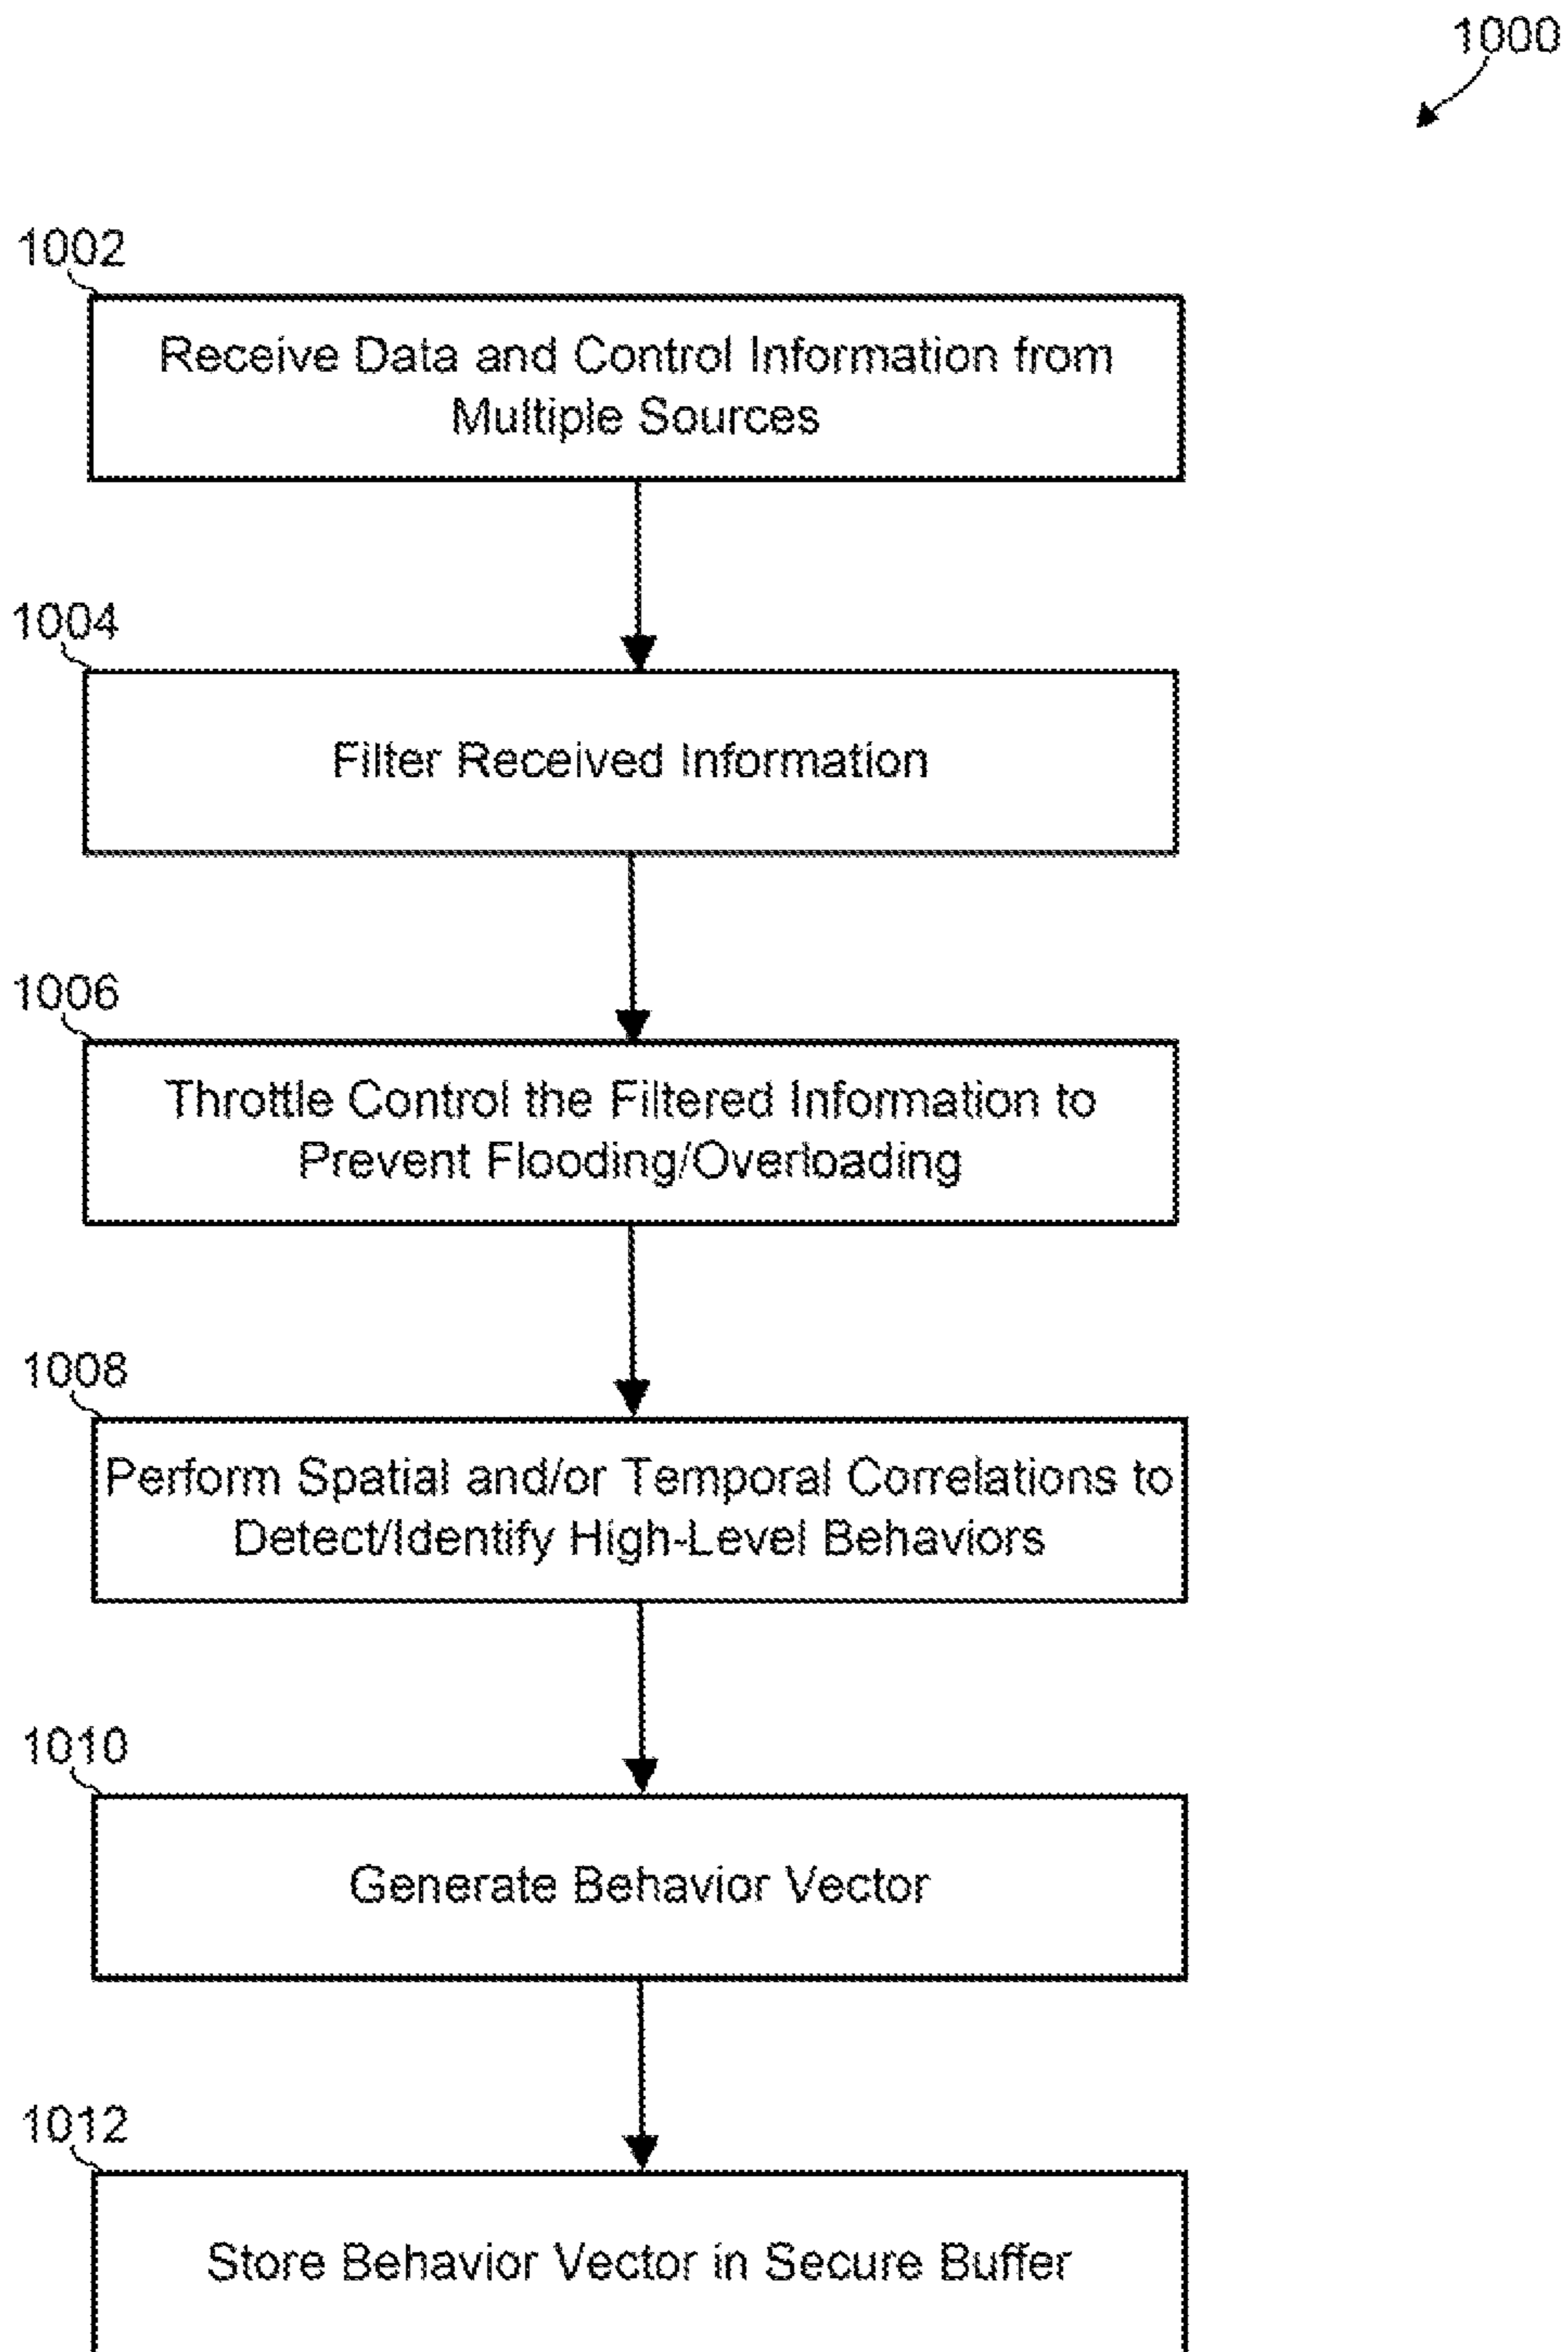 1000
1002
Receive Data and Control Information from
Multiple Sources
1004
Filter Received Information
1006
Throttle Control the Filtered Information to
Prevent Flooding/Overloading
1008
Perform Spatial and/or Temporal Correlations to
Detect/Identify High-Level Behaviors
1010
Generate Behavior Vector
1012
Store Behavior Vector in Secure Buffer